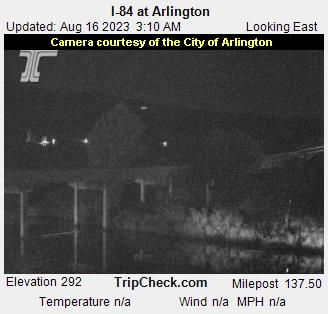 I-84 at Arlington
Updated: Aug 16 2023 3:10 AM Looking East
Camera courtesy of the City of Arlington
Elevation 292 TripCheck.com Milepost 137.50
Temperature n/a Wind n/a MPH n/a